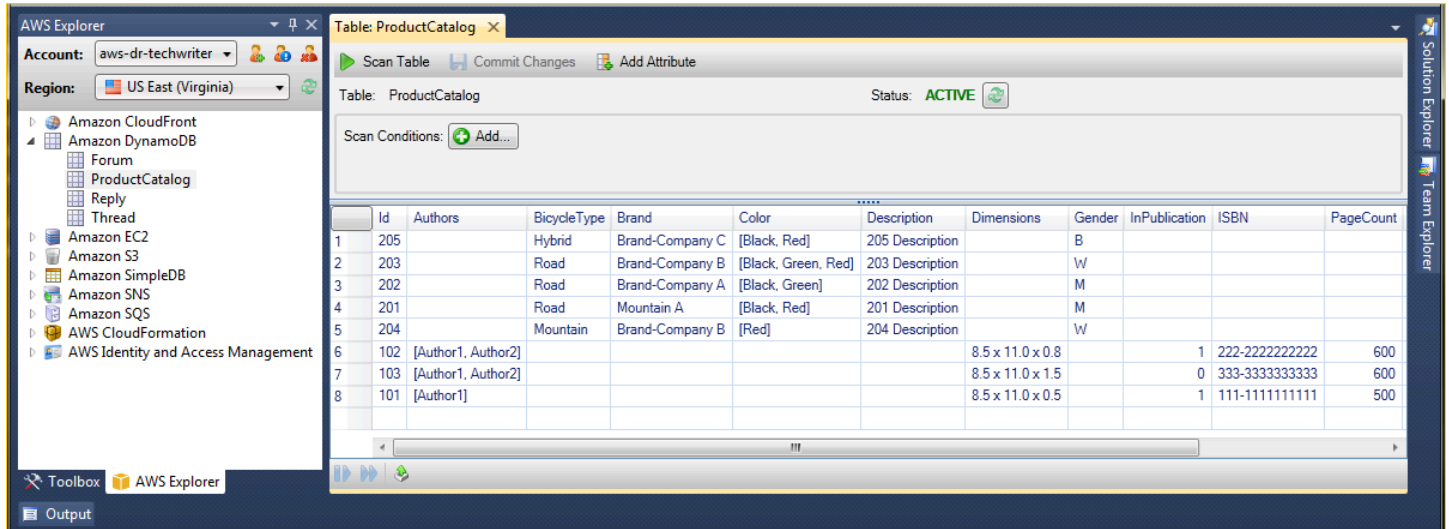 AWS Explorer
Account: aws-dr-techwriter
Region: US East (Virginia)
Amazon CloudFront
Amazon DynamoDB
Forum
ProductCatalog
Reply
Thread
Amazon EC2
Amazon S3
Amazon SimpleDB
Amazon SNS
Amazon SQS
AWS CloudFormation
AWS Identity and Access Management
Toolbox AWS Explorer
Output
Table: ProductCatalog
Scan Table Commit Changes Add Attribute
Table: ProductCatalog Status: ACTIVE
Scan Conditions: Add...
Id Authors BicycleType Brand Color Description Dimensions Gender InPublication ISBN PageCount
1 205 Hybrid Brand-Company C [Black, Red] 205 Description B
2 203 Road Brand-Company B [Black, Green, Red] 203 Description W
3 202 Road Brand-Company A [Black, Green] 202 Description M
4 201 Road Mountain A [Black, Red] 201 Description M
5 204 Mountain Brand-Company B [Red] 204 Description W
6 102 [Author1, Author2] 8.5 x 11.0 x 0.8 1 222-2222222222 600
7 103 [Author1, Author2] 8.5 x 11.0 x 1.5 0 333-3333333333 600
8 101 [Author1] 8.5 x 11.0 x 0.5 1 111-1111111111 500
Solution Explorer
Team Explorer